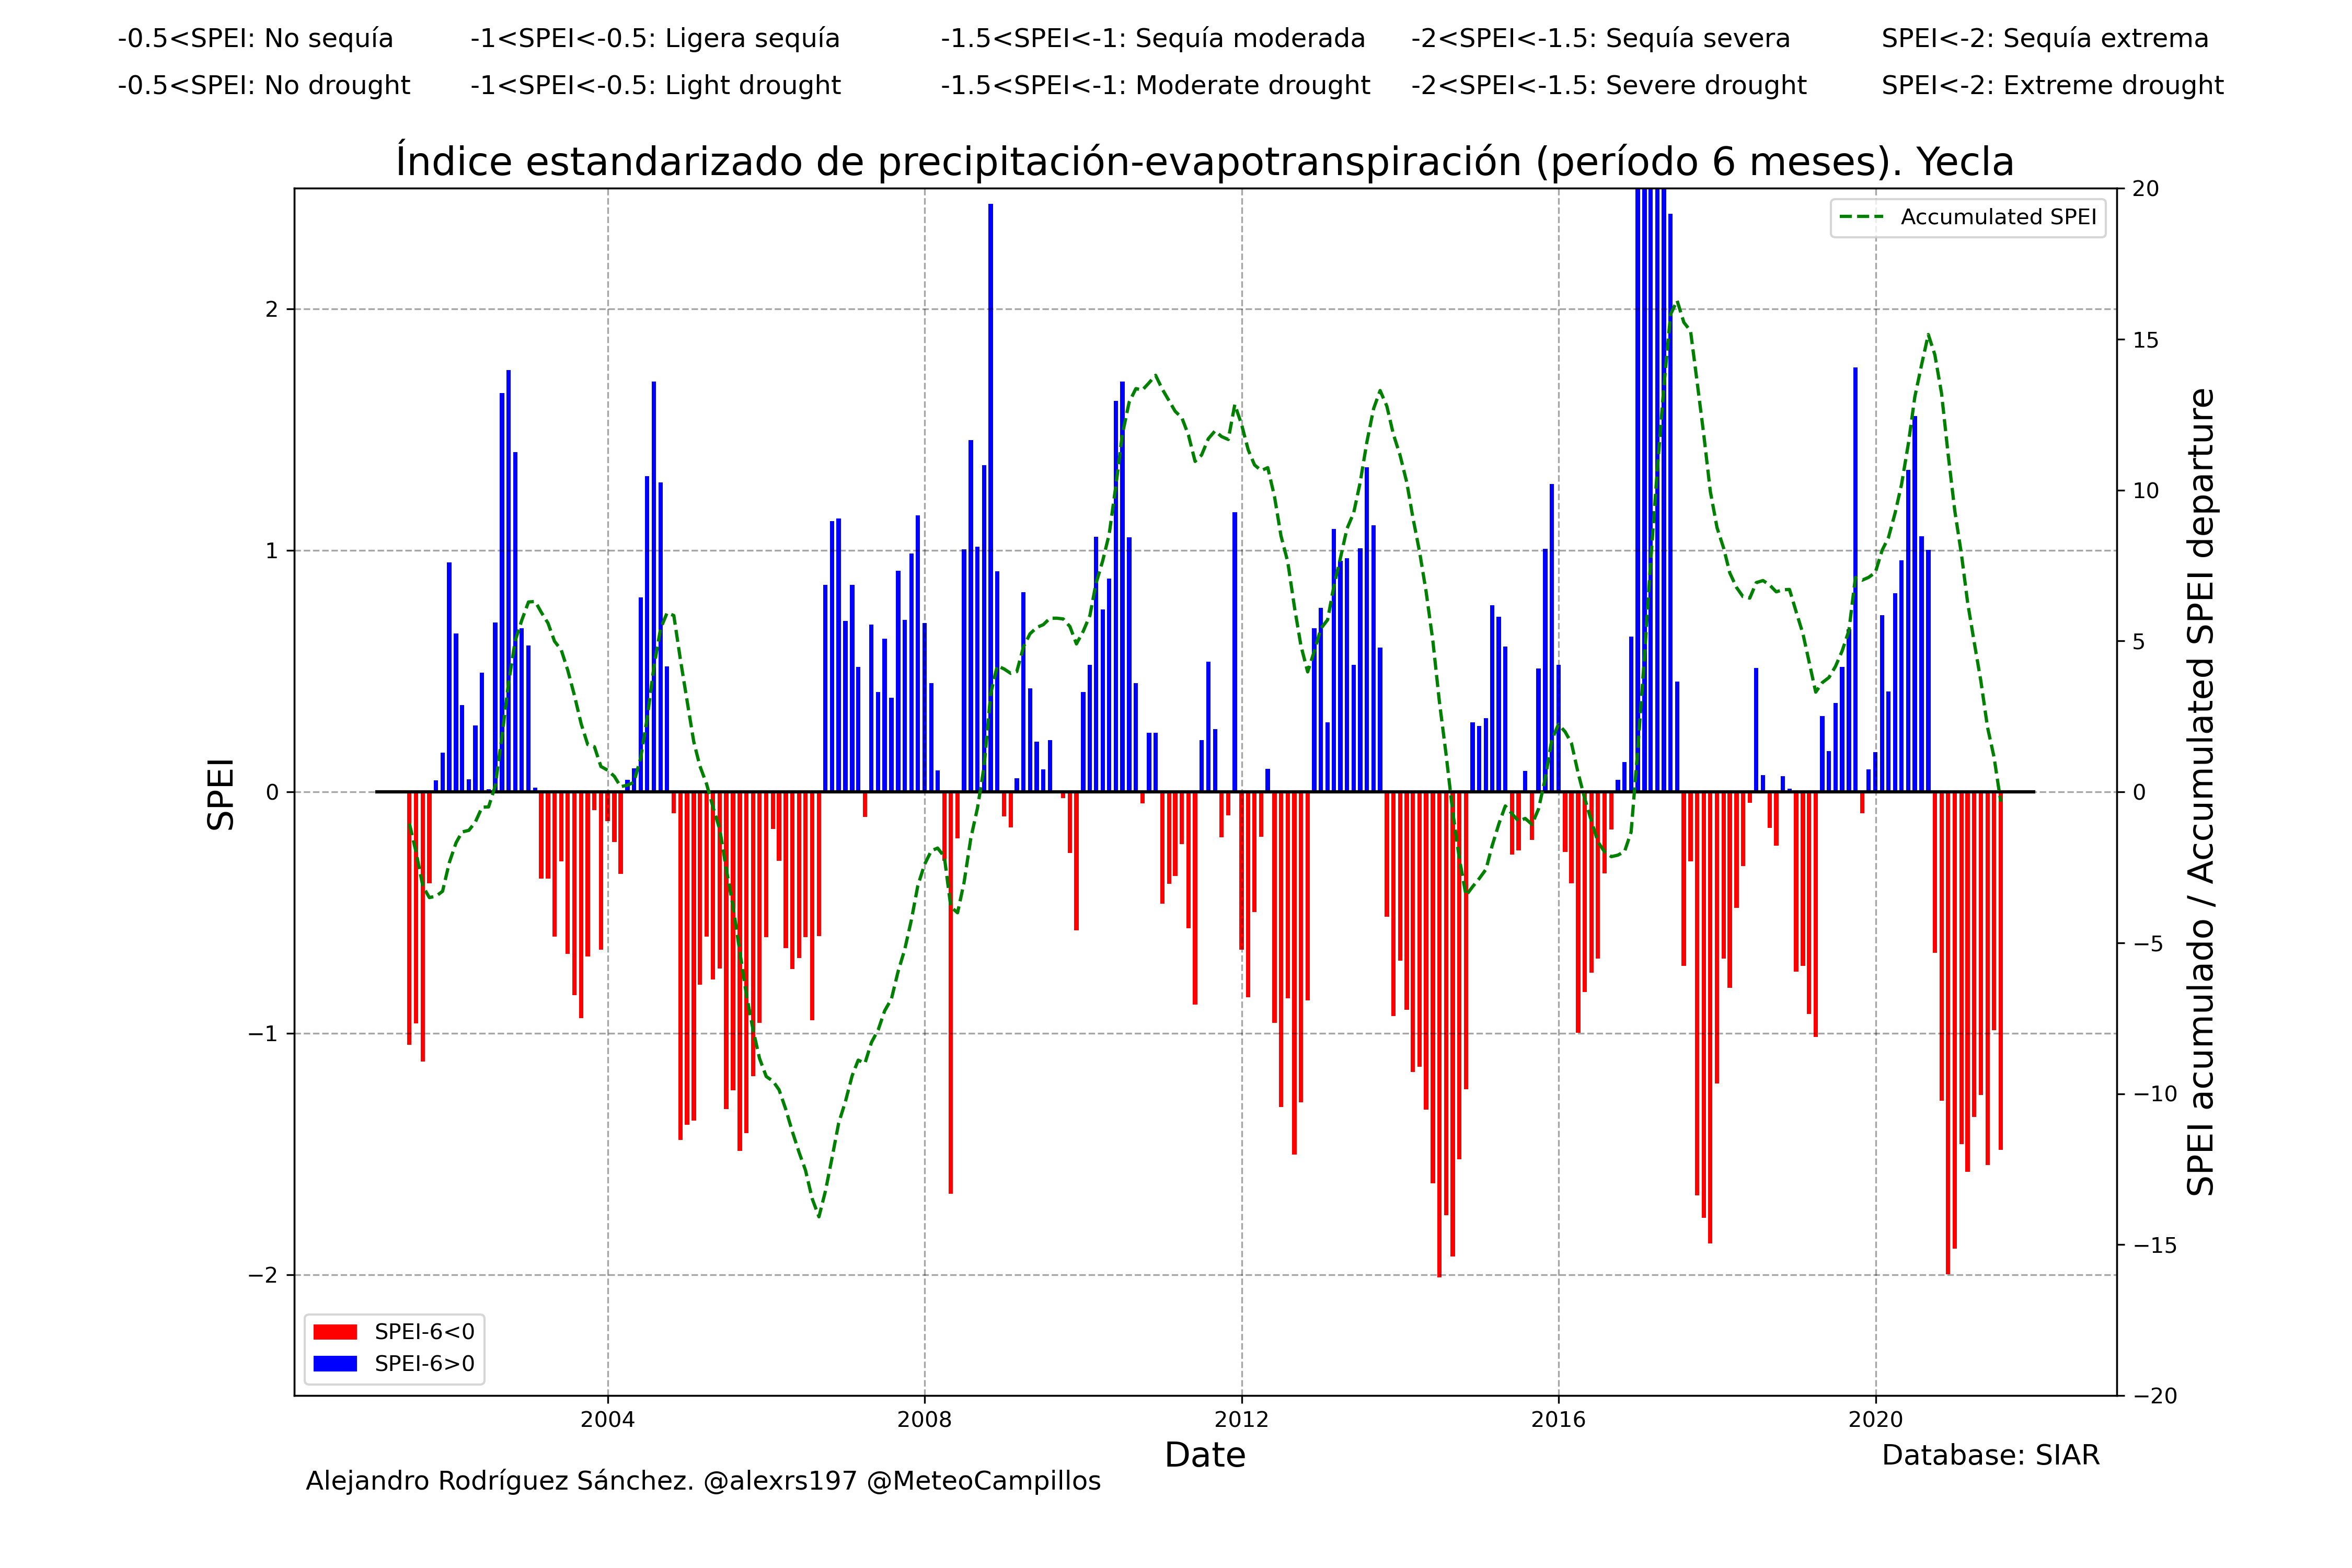 -0.5<SPEI: No sequía -1<SPEI<-0.5: Ligera sequía -1.5<SPEI<-1: Sequía moderada -2<SPEI<-1.5: Sequía severa SPEI<-2: Sequía extrema
-0.5<SPEI: No drought -1<SPEI<-0.5: Light drought -1.5<SPEI<-1: Moderate drought -2<SPEI<-1.5: Severe drought SPEI<-2: Extreme drought
Índice estandarizado de precipitación-evapotranspiración (período 6 meses). Yecla
Accumulated SPEI
SPEI
2
1
0
−1
−2
20
15
10
5
0
−5
−10
−15
−20
SPEI acumulado / Accumulated SPEI departure
SPEI-6<0
SPEI-6>0
2004 2008 2012 2016 2020
Date
Database: SIAR
Alejandro Rodríguez Sánchez. @alexrs197 @MeteoCampillos